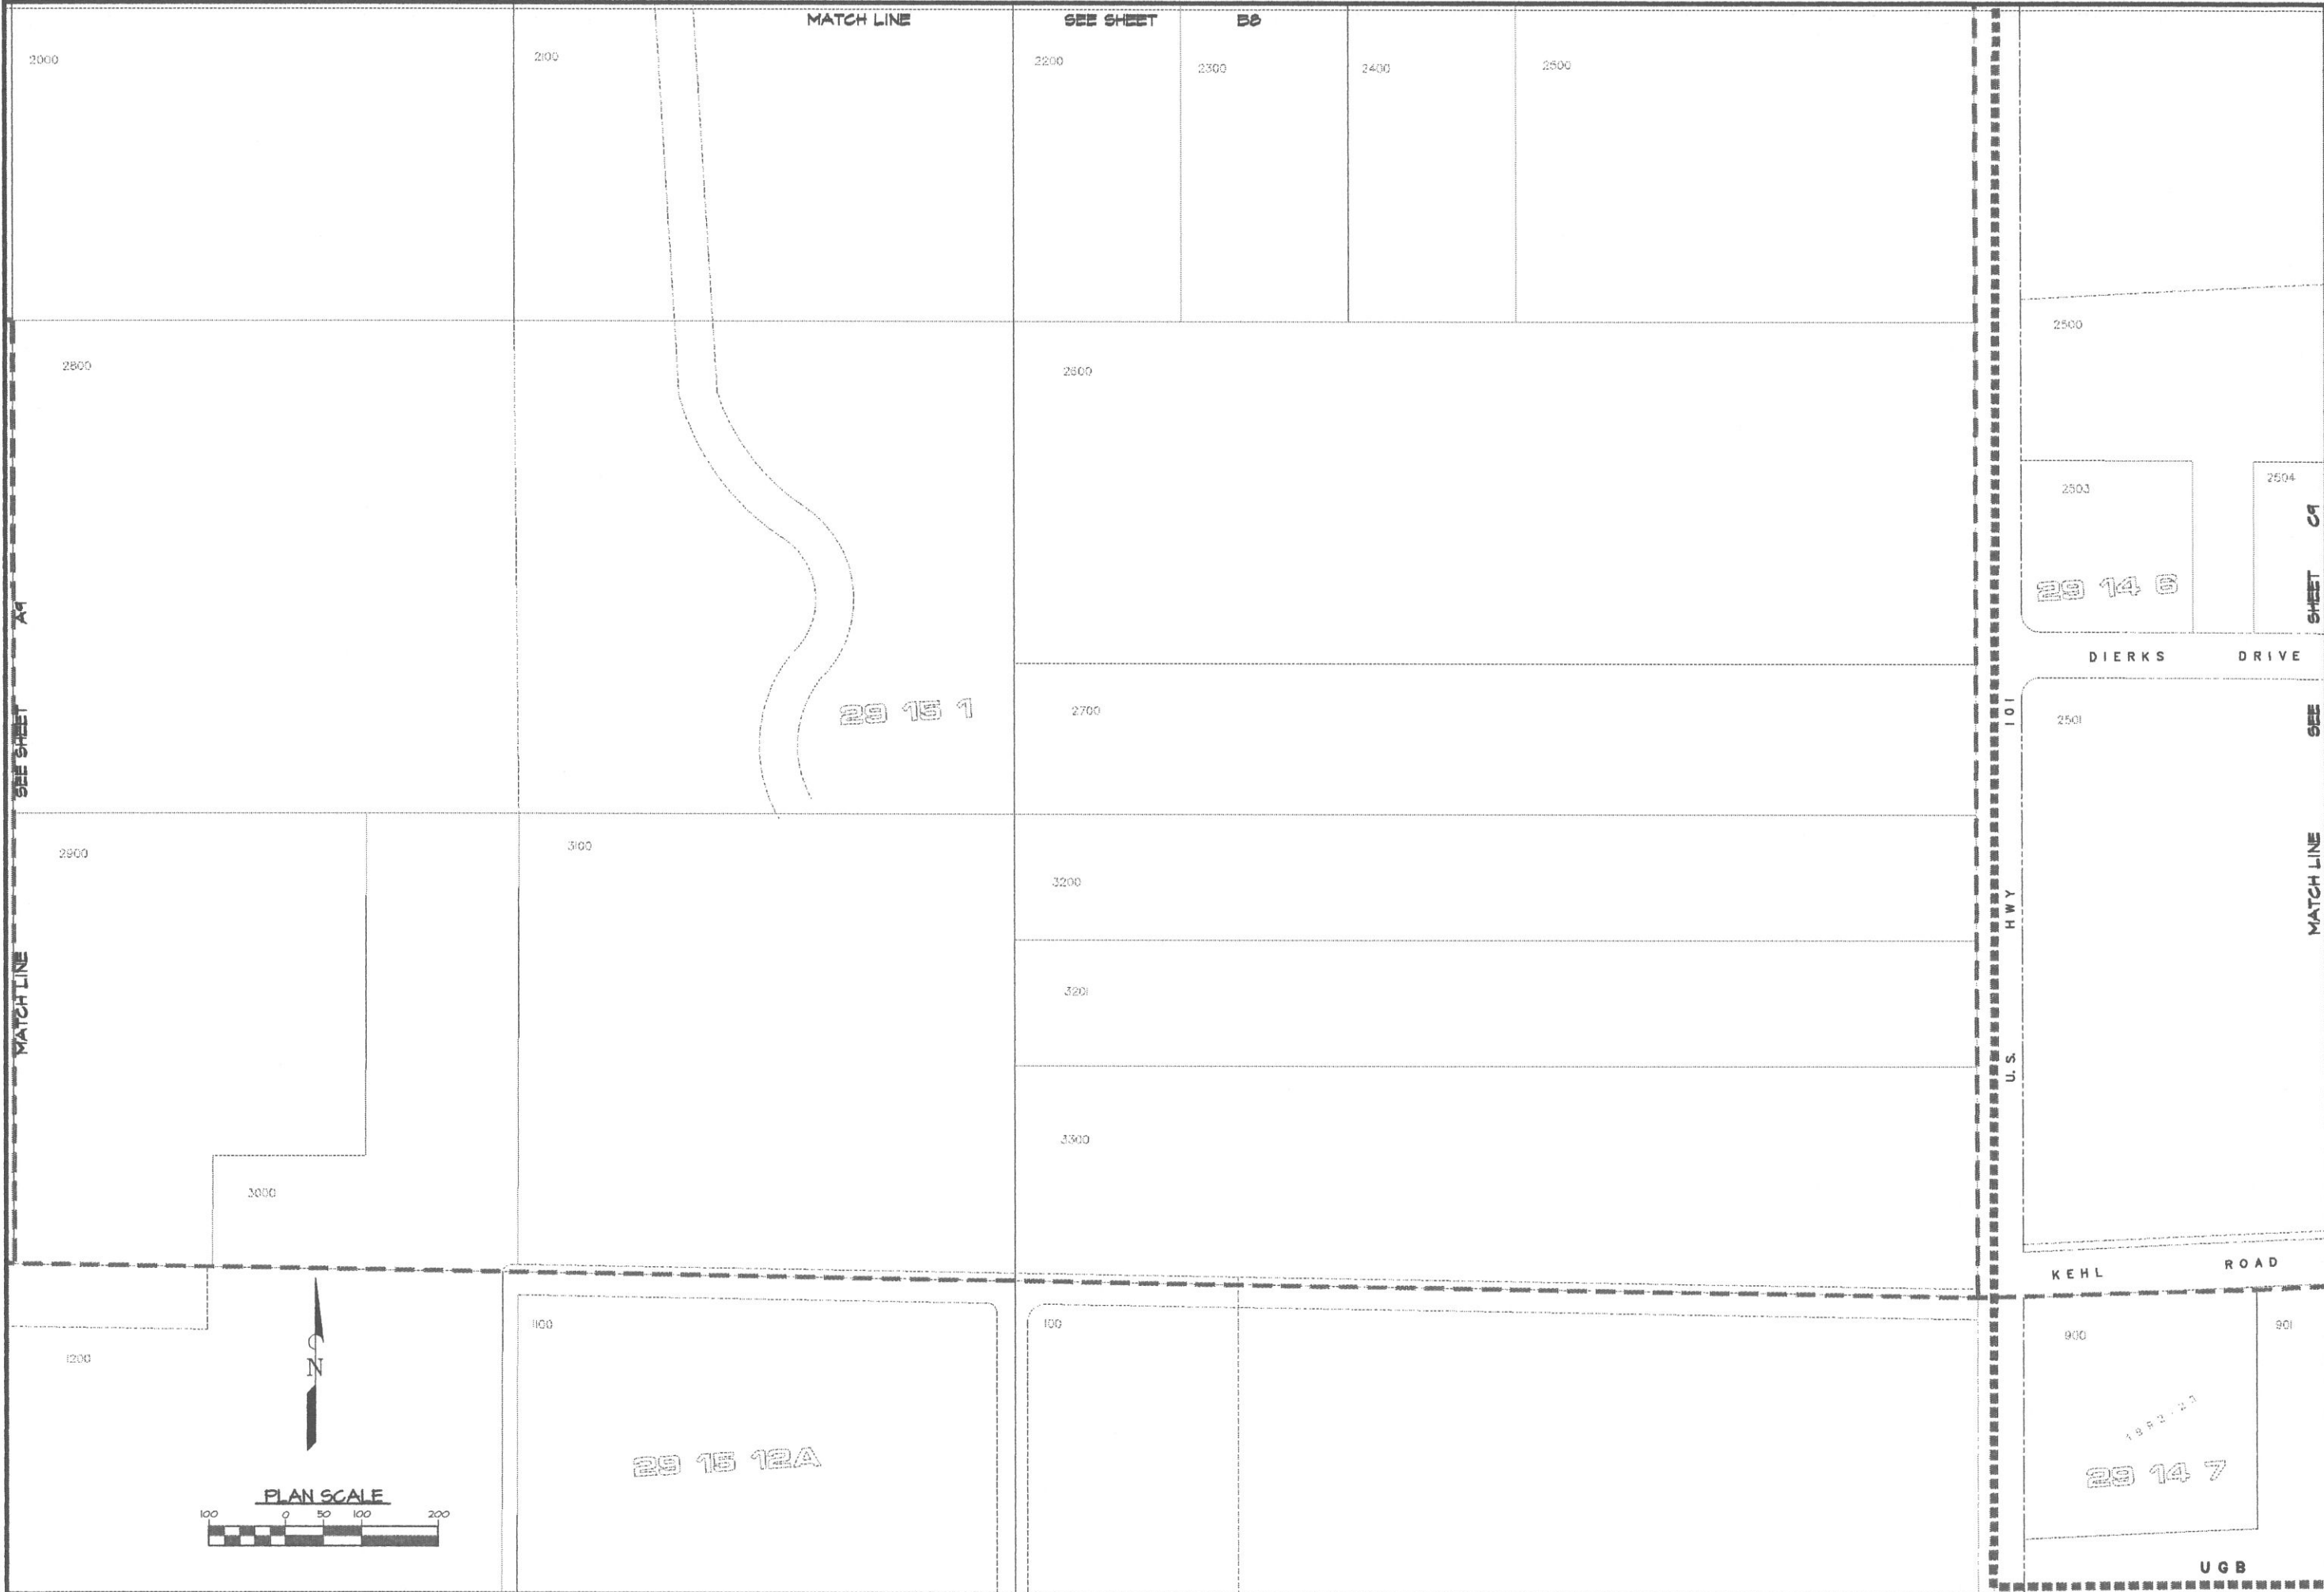 MATCH LINE SEE SHEET B8
2000
2100
2200
2300
2400
2500
2500
2800
2600
2503
2504
29 14 6
DIERKS DRIVE
29 15 1
2700
2501
U.S. HWY 101
MATCH LINE SEE SHEET A9
MATCH LINE SEE SHEET C9
2900
3100
3200
3201
3300
3000
KEHL ROAD
1200
1100
100
900
901
N
29 15 12A
29 14 7
PLAN SCALE
100 0 50 100 200
UGB